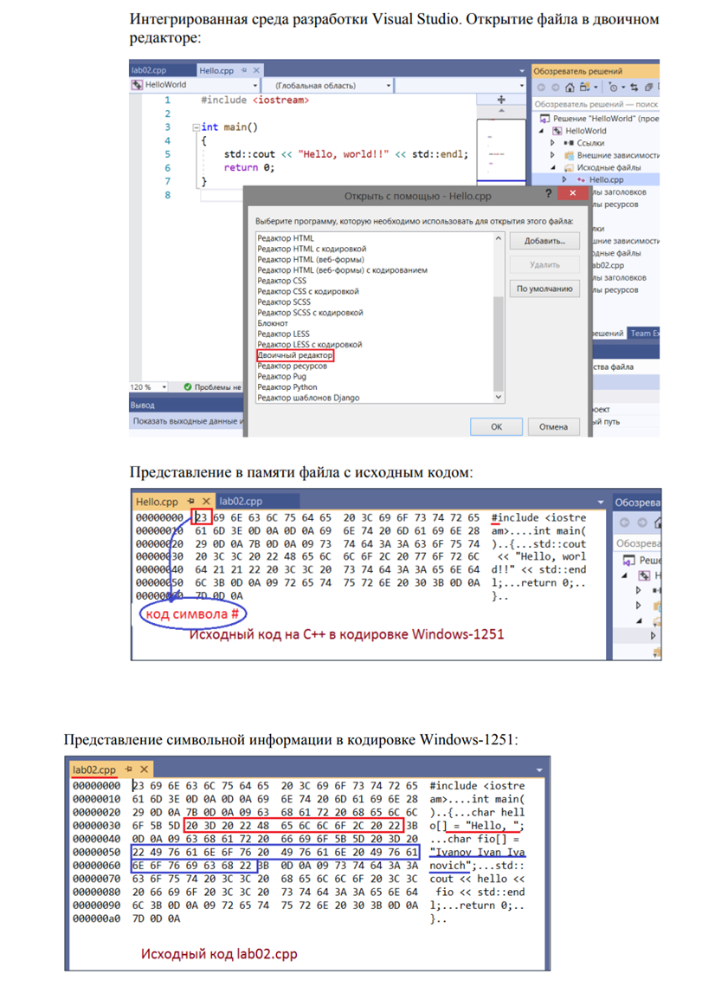 Интегрированная среда разработки Visual Studio. Открытие файла в двоичном
редакторе:
lab02.cpp
Hello.cpp
Обозреватель решений
HelloWorld
(Глобальная область)
1 #include <iostream>
2
3 int main()
4 {
5 std::cout << "Hello, world!!" << std::endl;
6 return 0;
7 }
8
Обозреватель решений — поиск
Решение "HelloWorld" (прое
HelloWorld
Ссылки
Внешние зависимости
Исходные файлы
Hello.cpp
лы заголовков
лы ресурсов
лки
шние зависимости
одные файлы
ab02.cpp
лы заголовков
лы ресурсов
Открыть с помощью - Hello.cpp
? ×
Выберите программу, которую необходимо использовать для открытия этого файла:
Редактор HTML
Редактор HTML с кодировкой
Редактор HTML (веб-формы)
Редактор HTML (веб-формы) с кодированием
Редактор CSS
Редактор CSS с кодировкой
Редактор SCSS
Редактор SCSS с кодировкой
Блокнот
Редактор LESS
Редактор LESS с кодировкой
Двоичный редактор
Редактор ресурсов
Редактор Pug
Редактор Python
Редактор шаблонов Django
Добавить...
Удалить
По умолчанию
OK
Отмена
решений Team Ex
ства файла
роект
ый путь
120 %
Проблемы не
Вывод
Показать выходные данные и
Представление в памяти файла с исходным кодом:
Hello.cpp
lab02.cpp
00000000 23 69 6E 63 6C 75 64 65 20 3C 69 6F 73 74 72 65 #include <iostre
00000010 61 6D 3E 0D 0A 0D 0A 69 6E 74 20 6D 61 69 6E 28 am>....int main(
00000020 29 0D 0A 7B 0D 0A 09 73 74 64 3A 3A 63 6F 75 74 )..{...std::cout
00000030 20 3C 3C 20 22 48 65 6C 6C 6F 2C 20 77 6F 72 6C << "Hello, worl
00000040 64 21 21 22 20 3C 3C 20 73 74 64 3A 3A 65 6E 64 d!!" << std::end
00000050 6C 3B 0D 0A 09 72 65 74 75 72 6E 20 30 3B 0D 0A l;...return 0;..
00000060 7D 0D 0A }..
код символа #
Исходный код на C++ в кодировке Windows-1251
Обозрева
Обозрева
Реше
Представление символьной информации в кодировке Windows-1251:
lab02.cpp
00000000 23 69 6E 63 6C 75 64 65 20 3C 69 6F 73 74 72 65 #include <iostre
00000010 61 6D 3E 0D 0A 0D 0A 69 6E 74 20 6D 61 69 6E 28 am>....int main(
00000020 29 0D 0A 7B 0D 0A 09 63 68 61 72 20 68 65 6C 6C )..{...char hell
00000030 6F 5B 5D 20 3D 20 22 48 65 6C 6C 6F 2C 20 22 3B o[] = "Hello, ";
00000040 0D 0A 09 63 68 61 72 20 66 69 6F 5B 5D 20 3D 20 ...char fio[] =
00000050 22 49 76 61 6E 6F 76 20 49 76 61 6E 20 49 76 61 "Ivanov Ivan Iva
00000060 6E 6F 76 69 63 68 22 3B 0D 0A 09 73 74 64 3A 3A novich";...std::
00000070 63 6F 75 74 20 3C 3C 20 68 65 6C 6C 6F 20 3C 3C cout << hello <<
00000080 20 66 69 6F 20 3C 3C 20 73 74 64 3A 3A 65 6E 64 fio << std::end
00000090 6C 3B 0D 0A 09 72 65 74 75 72 6E 20 30 3B 0D 0A l;...return 0;..
000000a0 7D 0D 0A }..
Исходный код lab02.cpp